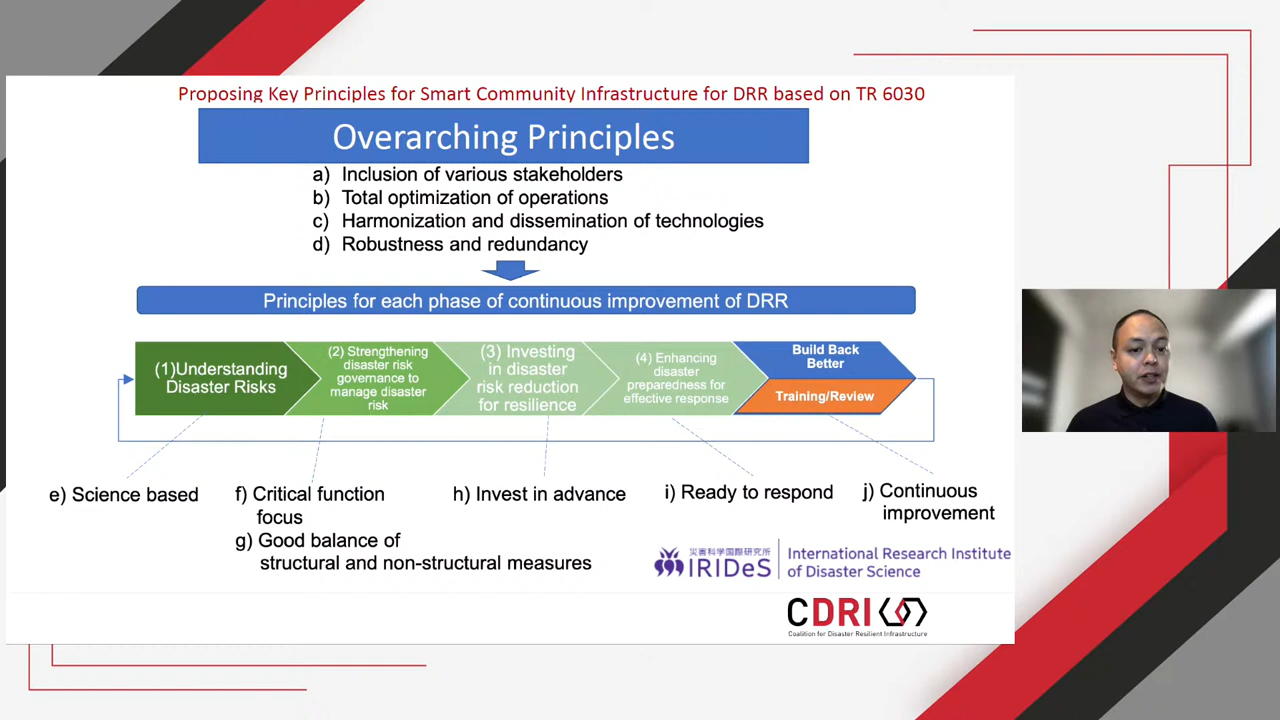 Proposing Key Principles for Smart Community Infrastructure for DRR based on TR 6030
Overarching Principles
a) Inclusion of various stakeholders
b) Total optimization of operations
c) Harmonization and dissemination of technologies
d) Robustness and redundancy
Principles for each phase of continuous improvement of DRR
(1)Understanding
Disaster Risks
(2) Strengthening
disaster risk
governance to
manage disaster
risk
(3) Investing
in disaster
risk reduction
for resilience
(4) Enhancing
disaster
preparedness for
effective response
Build Back
Better
Training/Review
e) Science based
f) Critical function
focus
g) Good balance of
structural and non-structural measures
h) Invest in advance
i) Ready to respond
j) Continuous
improvement
災害科学国際研究所
IRIDeS
International Research Institute
of Disaster Science
CDRI
Coalition for Disaster Resilient Infrastructure